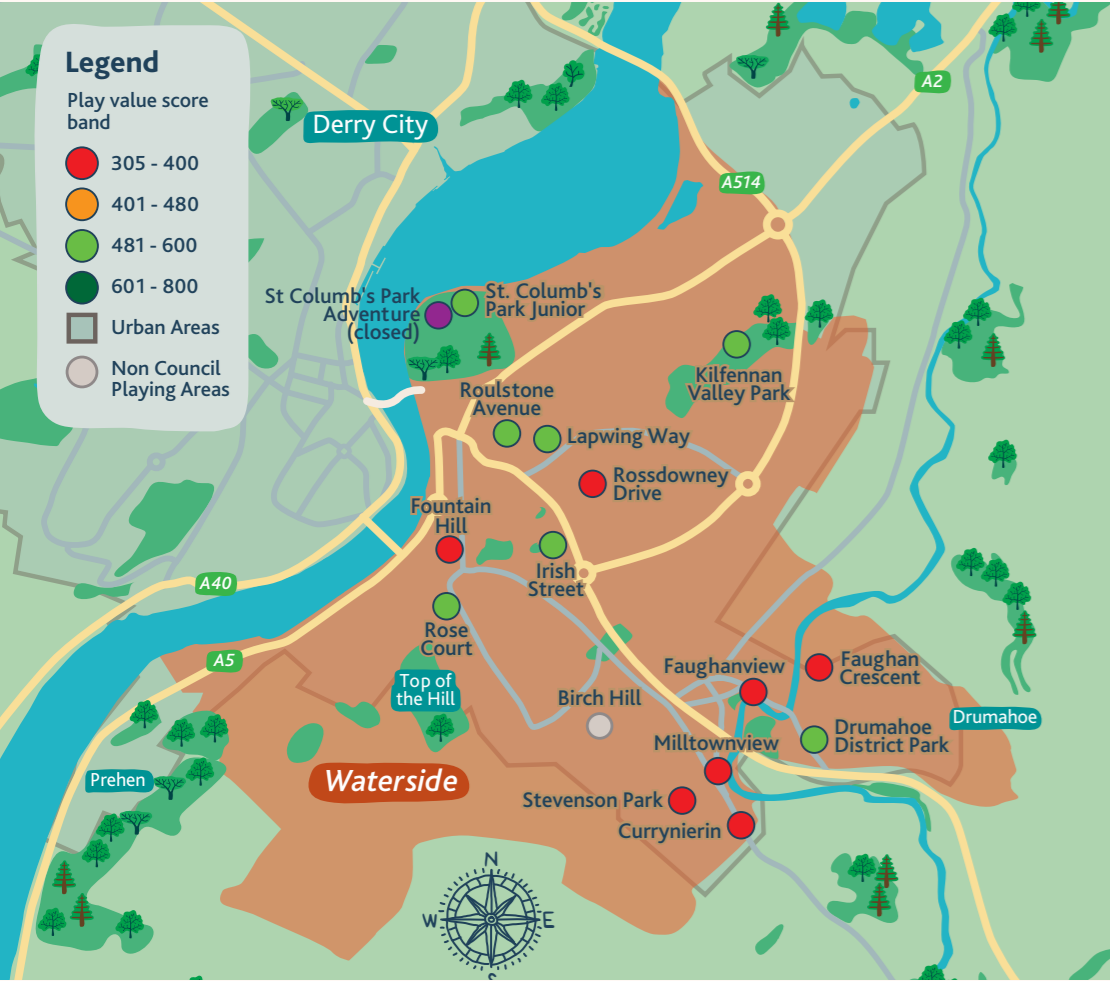 Legend
Play value score
band
305 - 400
401 - 480
481 - 600
601 - 800
Urban Areas
Non Council
Playing Areas
Derry City
A2
A514
St Columb's Park
Adventure
(closed)
St. Columb's
Park Junior
Kilfennan
Valley Park
Roulstone
Avenue
Lapwing Way
Rossdowney
Drive
Fountain
Hill
Irish
Street
A40
Rose
Court
A5
Top of
the Hill
Faughanview
Faughan
Crescent
Birch Hill
Drumahoe
Milltownview
Drumahoe
District Park
Prehen
Waterside
Stevenson Park
Currynierin
N
W
E
S